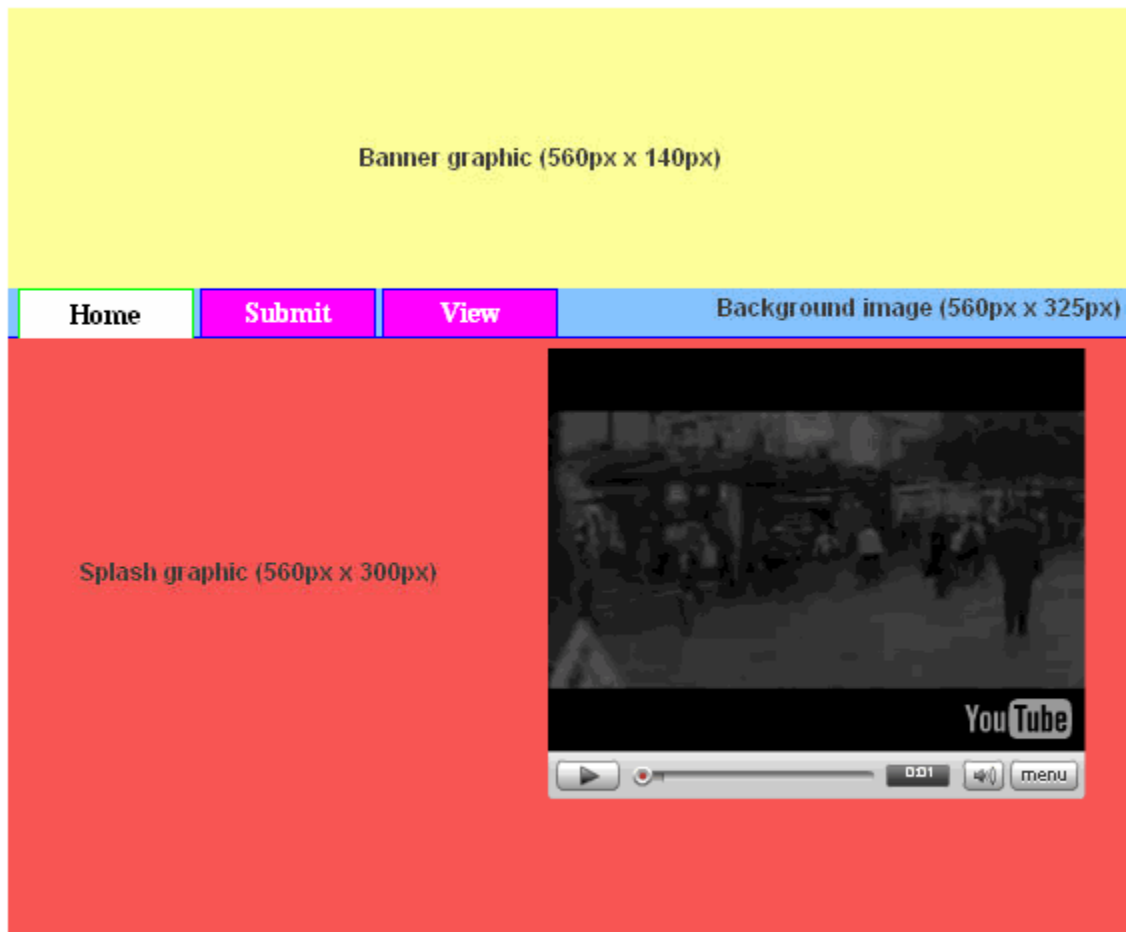 Banner graphic (560px x 140px)
Home Submit View Background image (560px x 325px)
Splash graphic (560px x 300px)
YouTube
0:01 menu